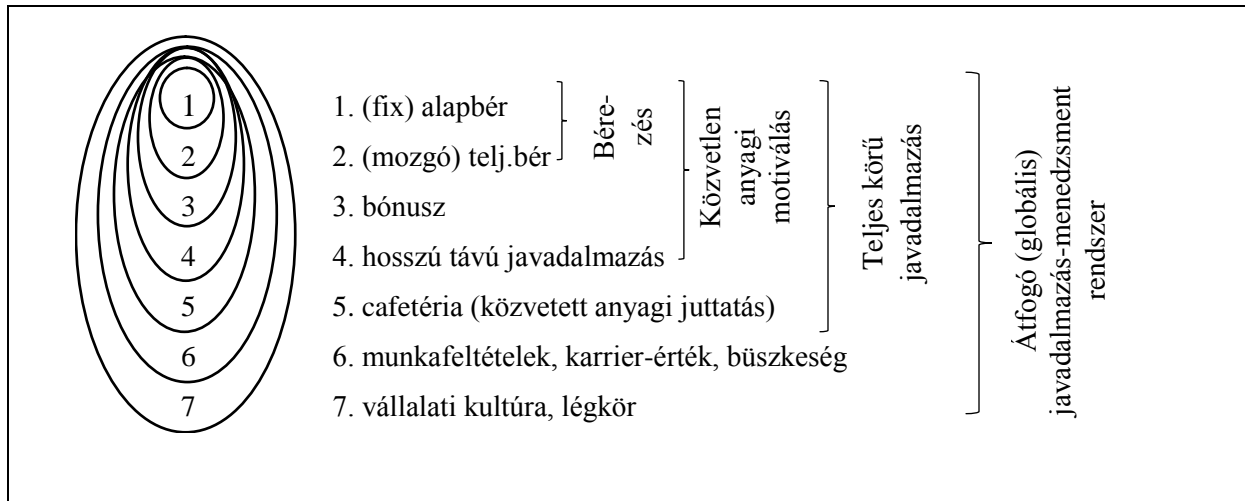 1
2
3
4
5
6
7
1. (fix) alapbér
2. (mozgó) telj.bér
3. bónusz
4. hosszú távú javadalmazás
5. cafetéria (közvetett anyagi juttatás)
6. munkafeltételek, karrier-érték, büszkeség
7. vállalati kultúra, légkör
Bére-
zés
Közvetlen
anyagi
motiválás
Teljes körű
javadalmazás
Átfogó (globális)
javadalmazás-menedzsment
rendszer